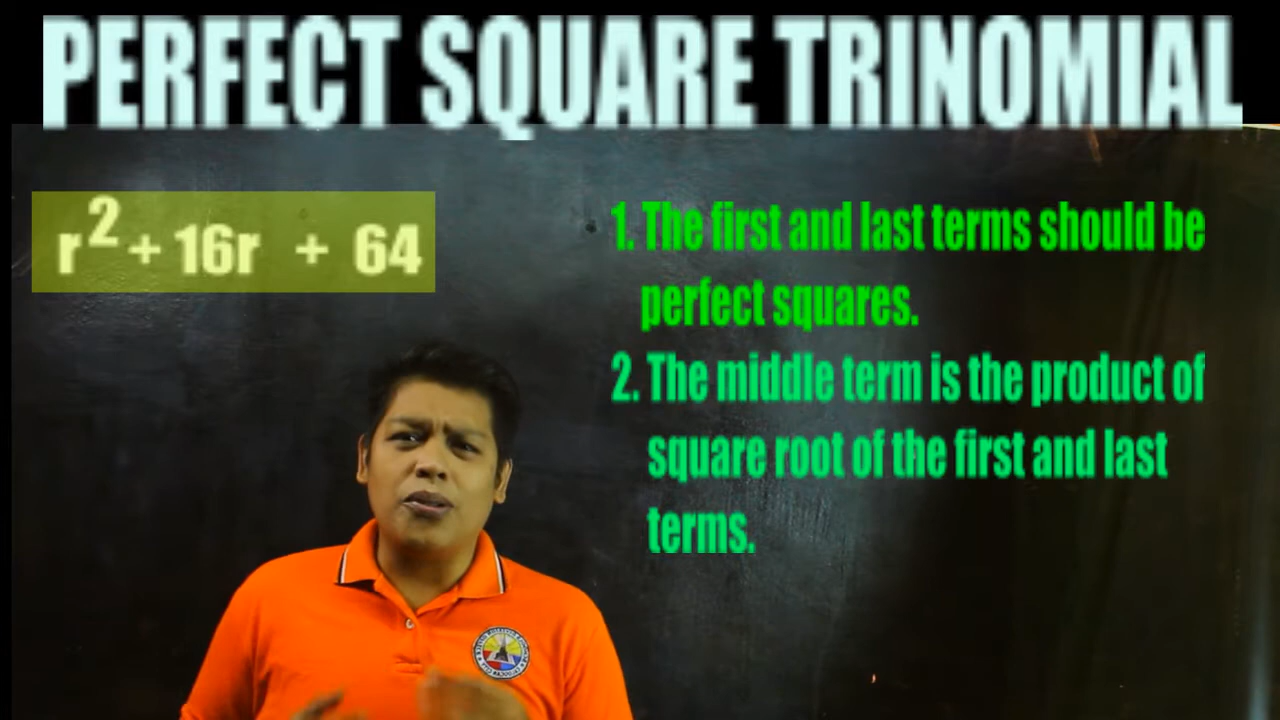 PERFECT SQUARE TRINOMIAL
r² + 16r + 64
1. The first and last terms should be
perfect squares.
2. The middle term is the product of
square root of the first and last
terms.